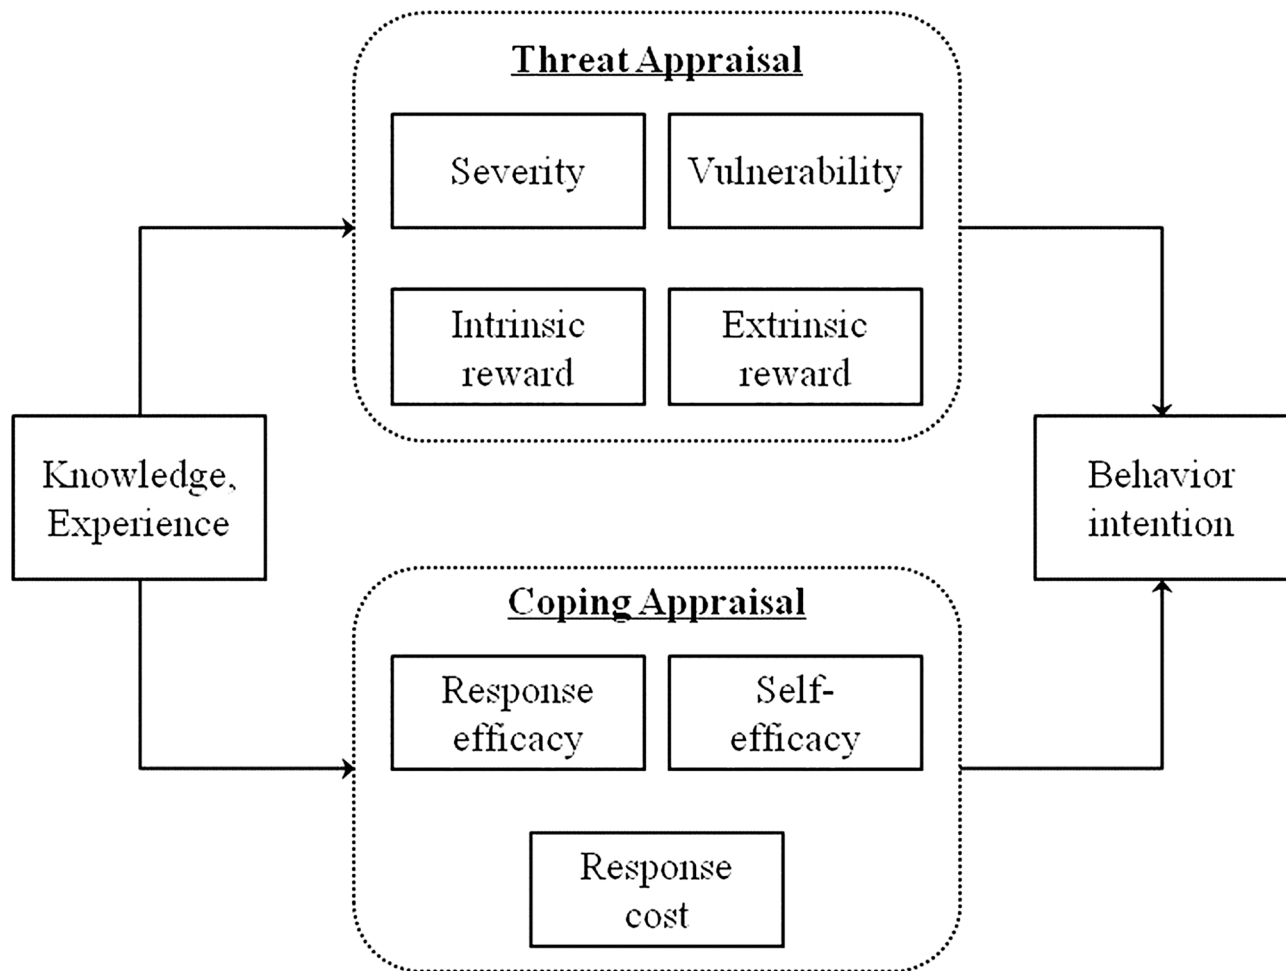 Threat Appraisal
Severity
Vulnerability
Intrinsic
reward
Extrinsic
reward
Knowledge,
Experience
Behavior
intention
Coping Appraisal
Response
efficacy
Self-
efficacy
Response
cost